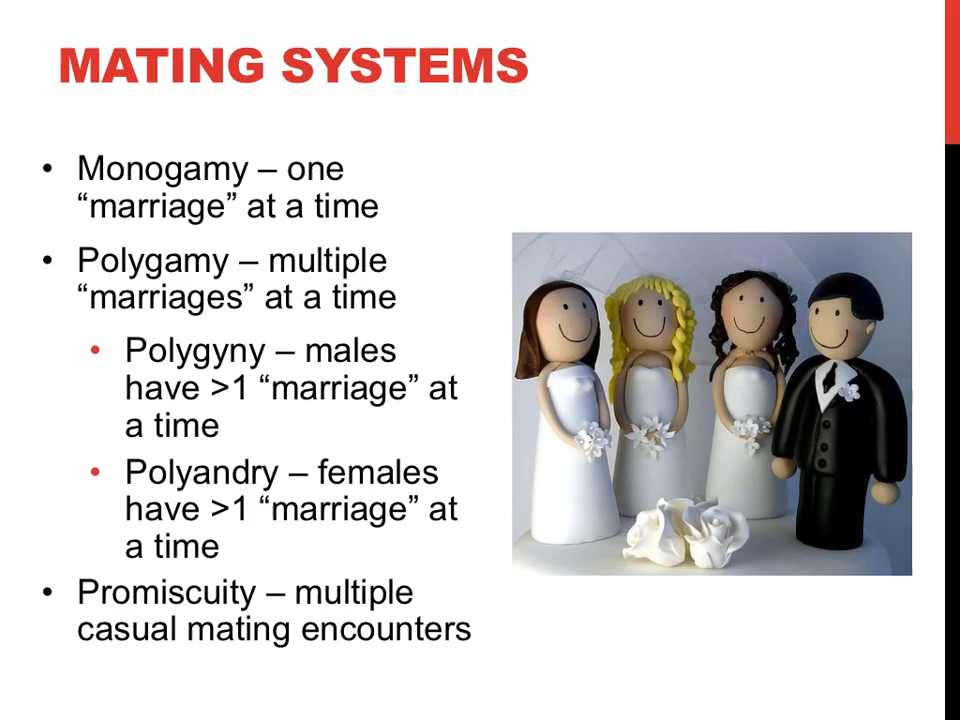 MATING SYSTEMS
• Monogamy – one
“marriage” at a time
• Polygamy – multiple
“marriages” at a time
• Polygyny – males
have >1 “marriage” at
a time
• Polyandry – females
have >1 “marriage” at
a time
• Promiscuity – multiple
casual mating encounters